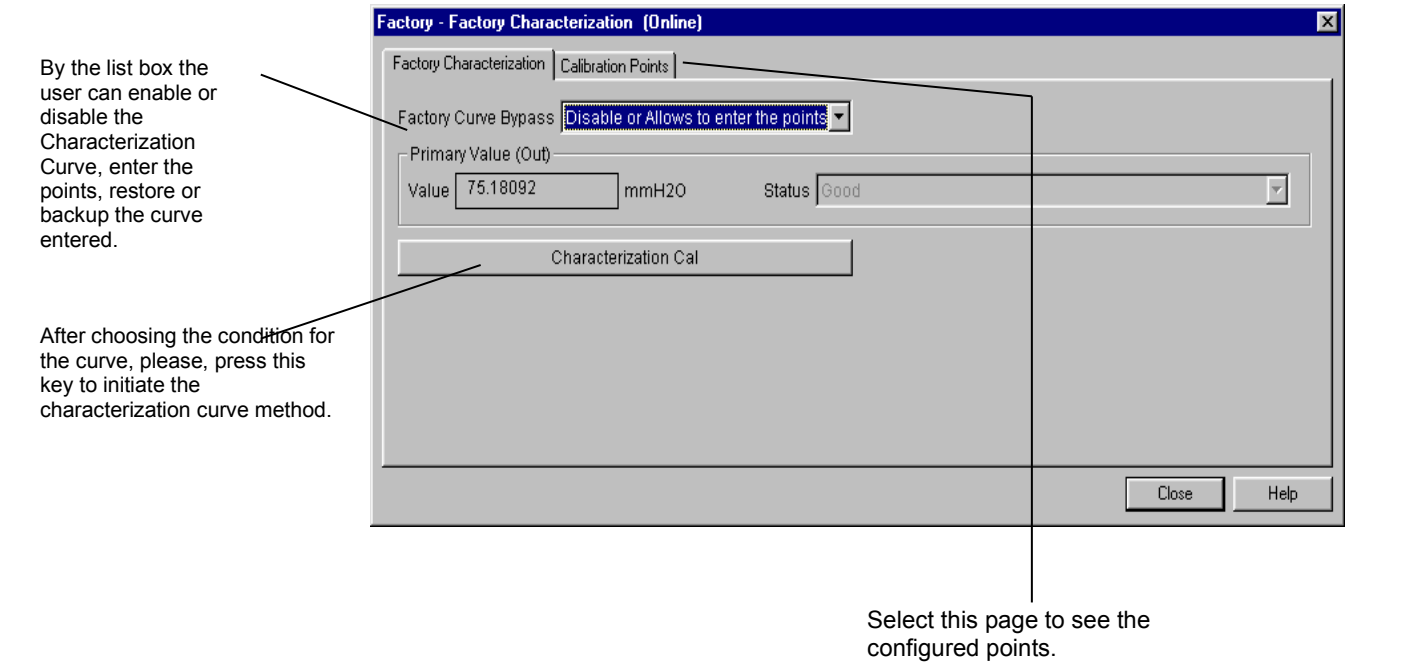 Factory - Factory Characterization (Online)
Factory Characterization Calibration Points
By the list box the
user can enable or
disable the
Characterization
Curve, enter the
points, restore or
backup the curve
entered.
Factory Curve Bypass Disable or Allows to enter the points
Primary Value (Out)
Value 75.18092 mmH2O Status Good
Characterization Cal
After choosing the condition for
the curve, please, press this
key to initiate the
characterization curve method.
Close Help
Select this page to see the
configured points.